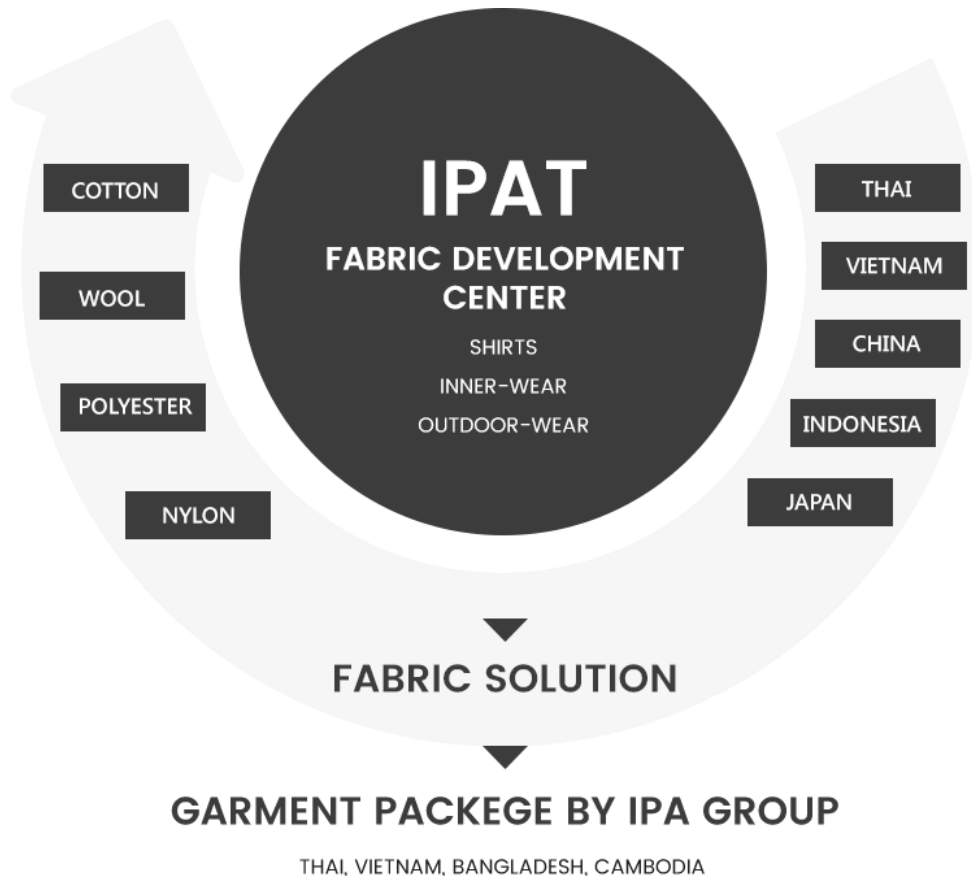 IPAT
FABRIC DEVELOPMENT
CENTER
SHIRTS
INNER-WEAR
OUTDOOR-WEAR
COTTON
WOOL
POLYESTER
NYLON
THAI
VIETNAM
CHINA
INDONESIA
JAPAN
FABRIC SOLUTION
GARMENT PACKEGE BY IPA GROUP
THAI, VIETNAM, BANGLADESH, CAMBODIA